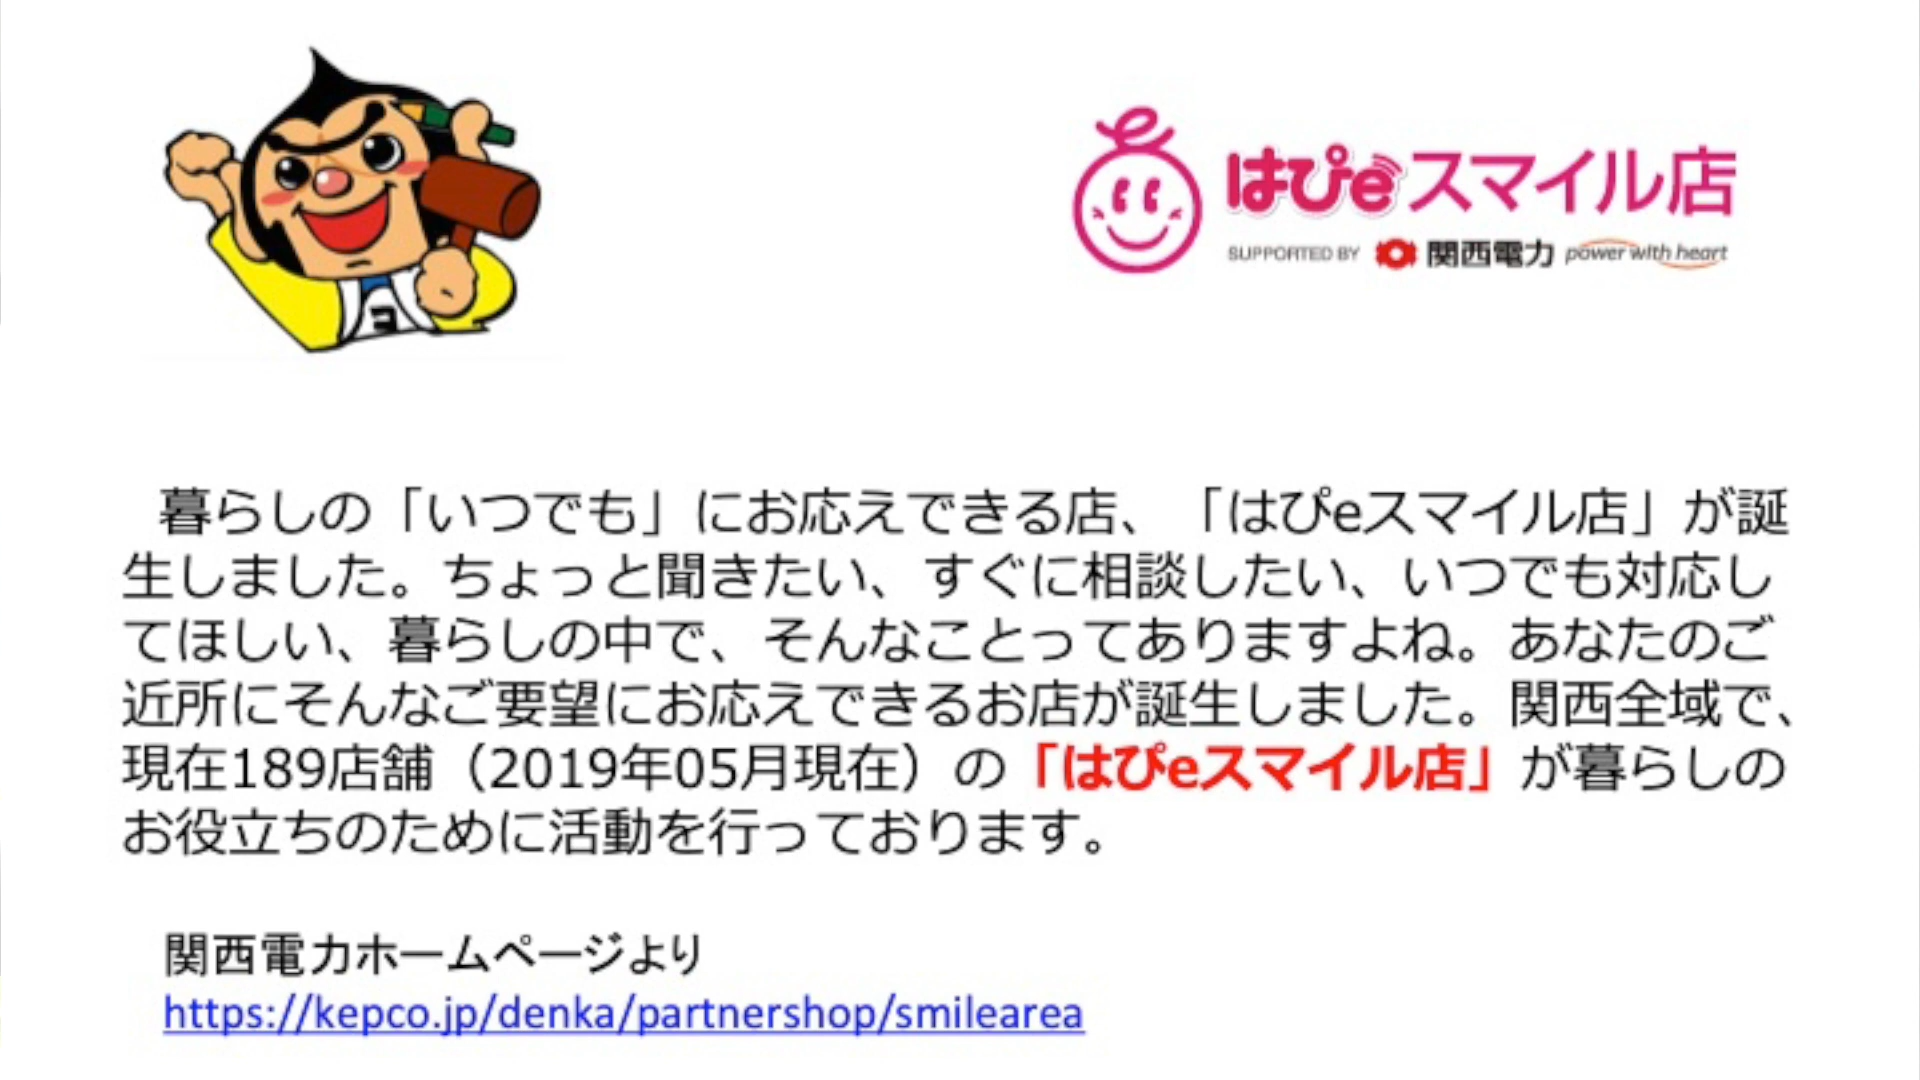 はぴeスマイル店
SUPPORTED BY 関西電力 power with heart
ヨ
暮らしの「いつでも」にお応えできる店、「はぴeスマイル店」が誕
生しました。ちょっと聞きたい、すぐに相談したい、いつでも対応し
てほしい、暮らしの中で、そんなことってありますよね。あなたのご
近所にそんなご要望にお応えできるお店が誕生しました。関西全域で、
現在189店舗（2019年05月現在）の「はぴeスマイル店」が暮らしの
お役立ちのために活動を行っております。
関西電力ホームページより
https://kepco.jp/denka/partnershop/smilearea